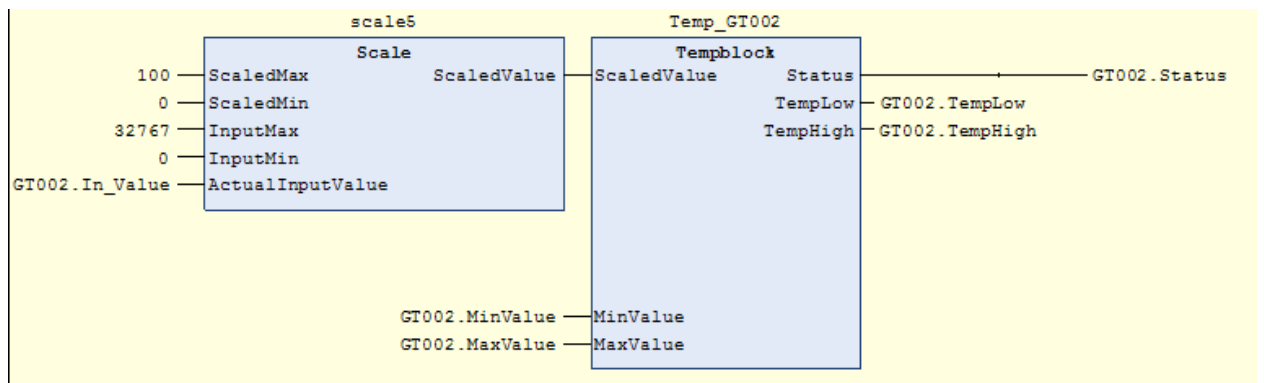 scale5 Temp_GT002
Scale Tempblock
100 ScaledMax ScaledValue ScaledValue Status GT002.Status
0 ScaledMin TempLow GT002.TempLow
32767 InputMax TempHigh GT002.TempHigh
0 InputMin
GT002.In_Value ActualInputValue
GT002.MinValue MinValue
GT002.MaxValue MaxValue